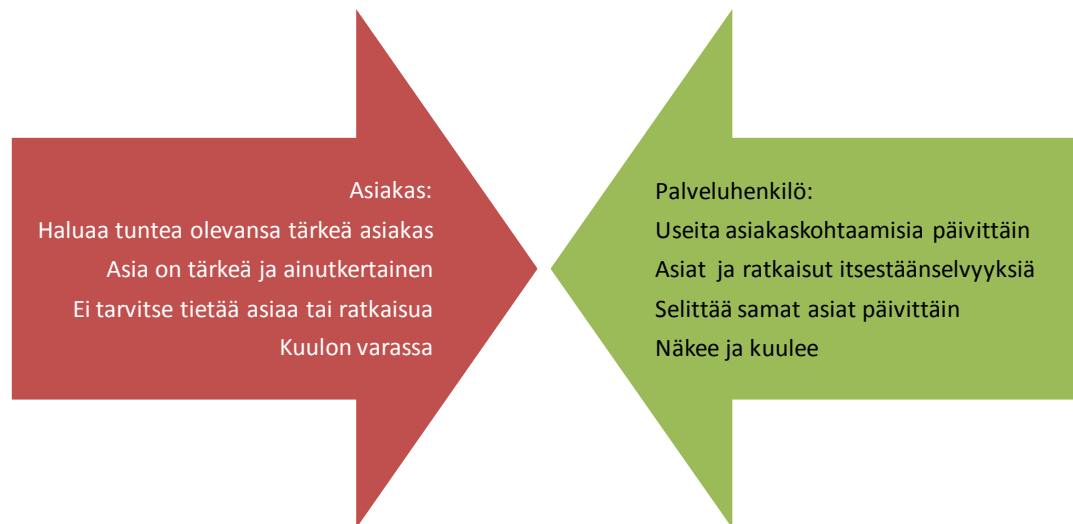 Asiakas:
Haluaa tuntea olevansa tärkeä asiakas
Asia on tärkeä ja ainutkertainen
Ei tarvitse tietää asiaa tai ratkaisua
Kuulon varassa
Palveluhenkilö:
Useita asiakaskohtaamisia päivittäin
Asiat ja ratkaisut itsestäänselvyyksiä
Selittää samat asiat päivittäin
Näkee ja kuulee